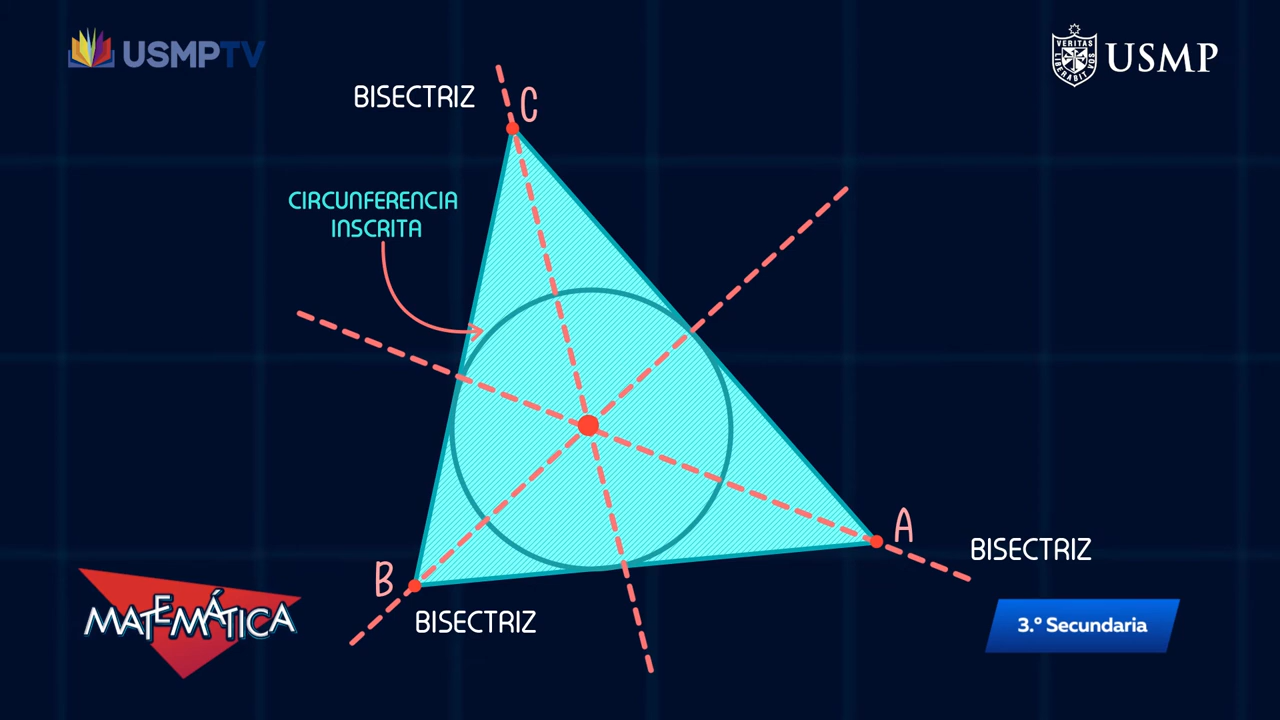 USMPTV
VERITAS
LIBERABIT VOS
USMP
BISECTRIZ
C
CIRCUNFERENCIA
INSCRITA
A
BISECTRIZ
B
BISECTRIZ
MATEMÁTICA
3.º Secundaria